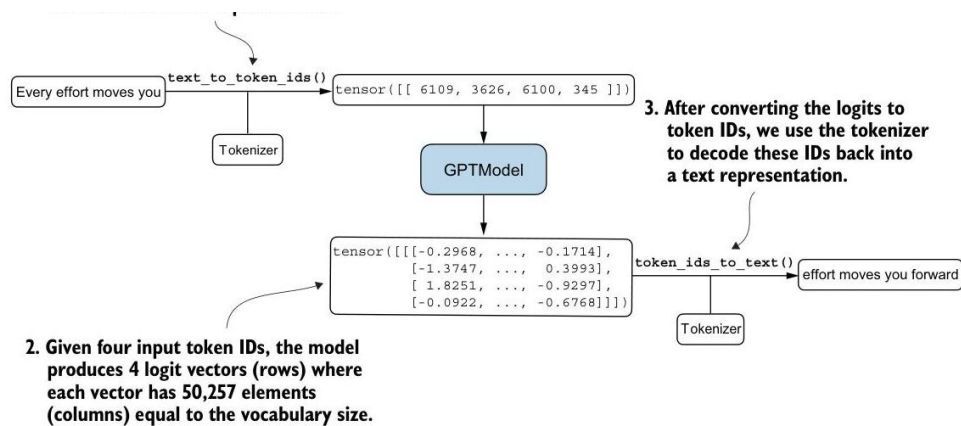 text_to_token_ids()
Every effort moves you
tensor([[ 6109, 3626, 6100, 345 ]])
Tokenizer
3. After converting the logits to
token IDs, we use the tokenizer
to decode these IDs back into
a text representation.
GPTModel
tensor([[[-0.2968, ..., -0.1714],
[-1.3747, ..., 0.3993],
[ 1.8251, ..., -0.9297],
[-0.0922, ..., -0.6768]]])
token_ids_to_text()
effort moves you forward
Tokenizer
2. Given four input token IDs, the model
produces 4 logit vectors (rows) where
each vector has 50,257 elements
(columns) equal to the vocabulary size.